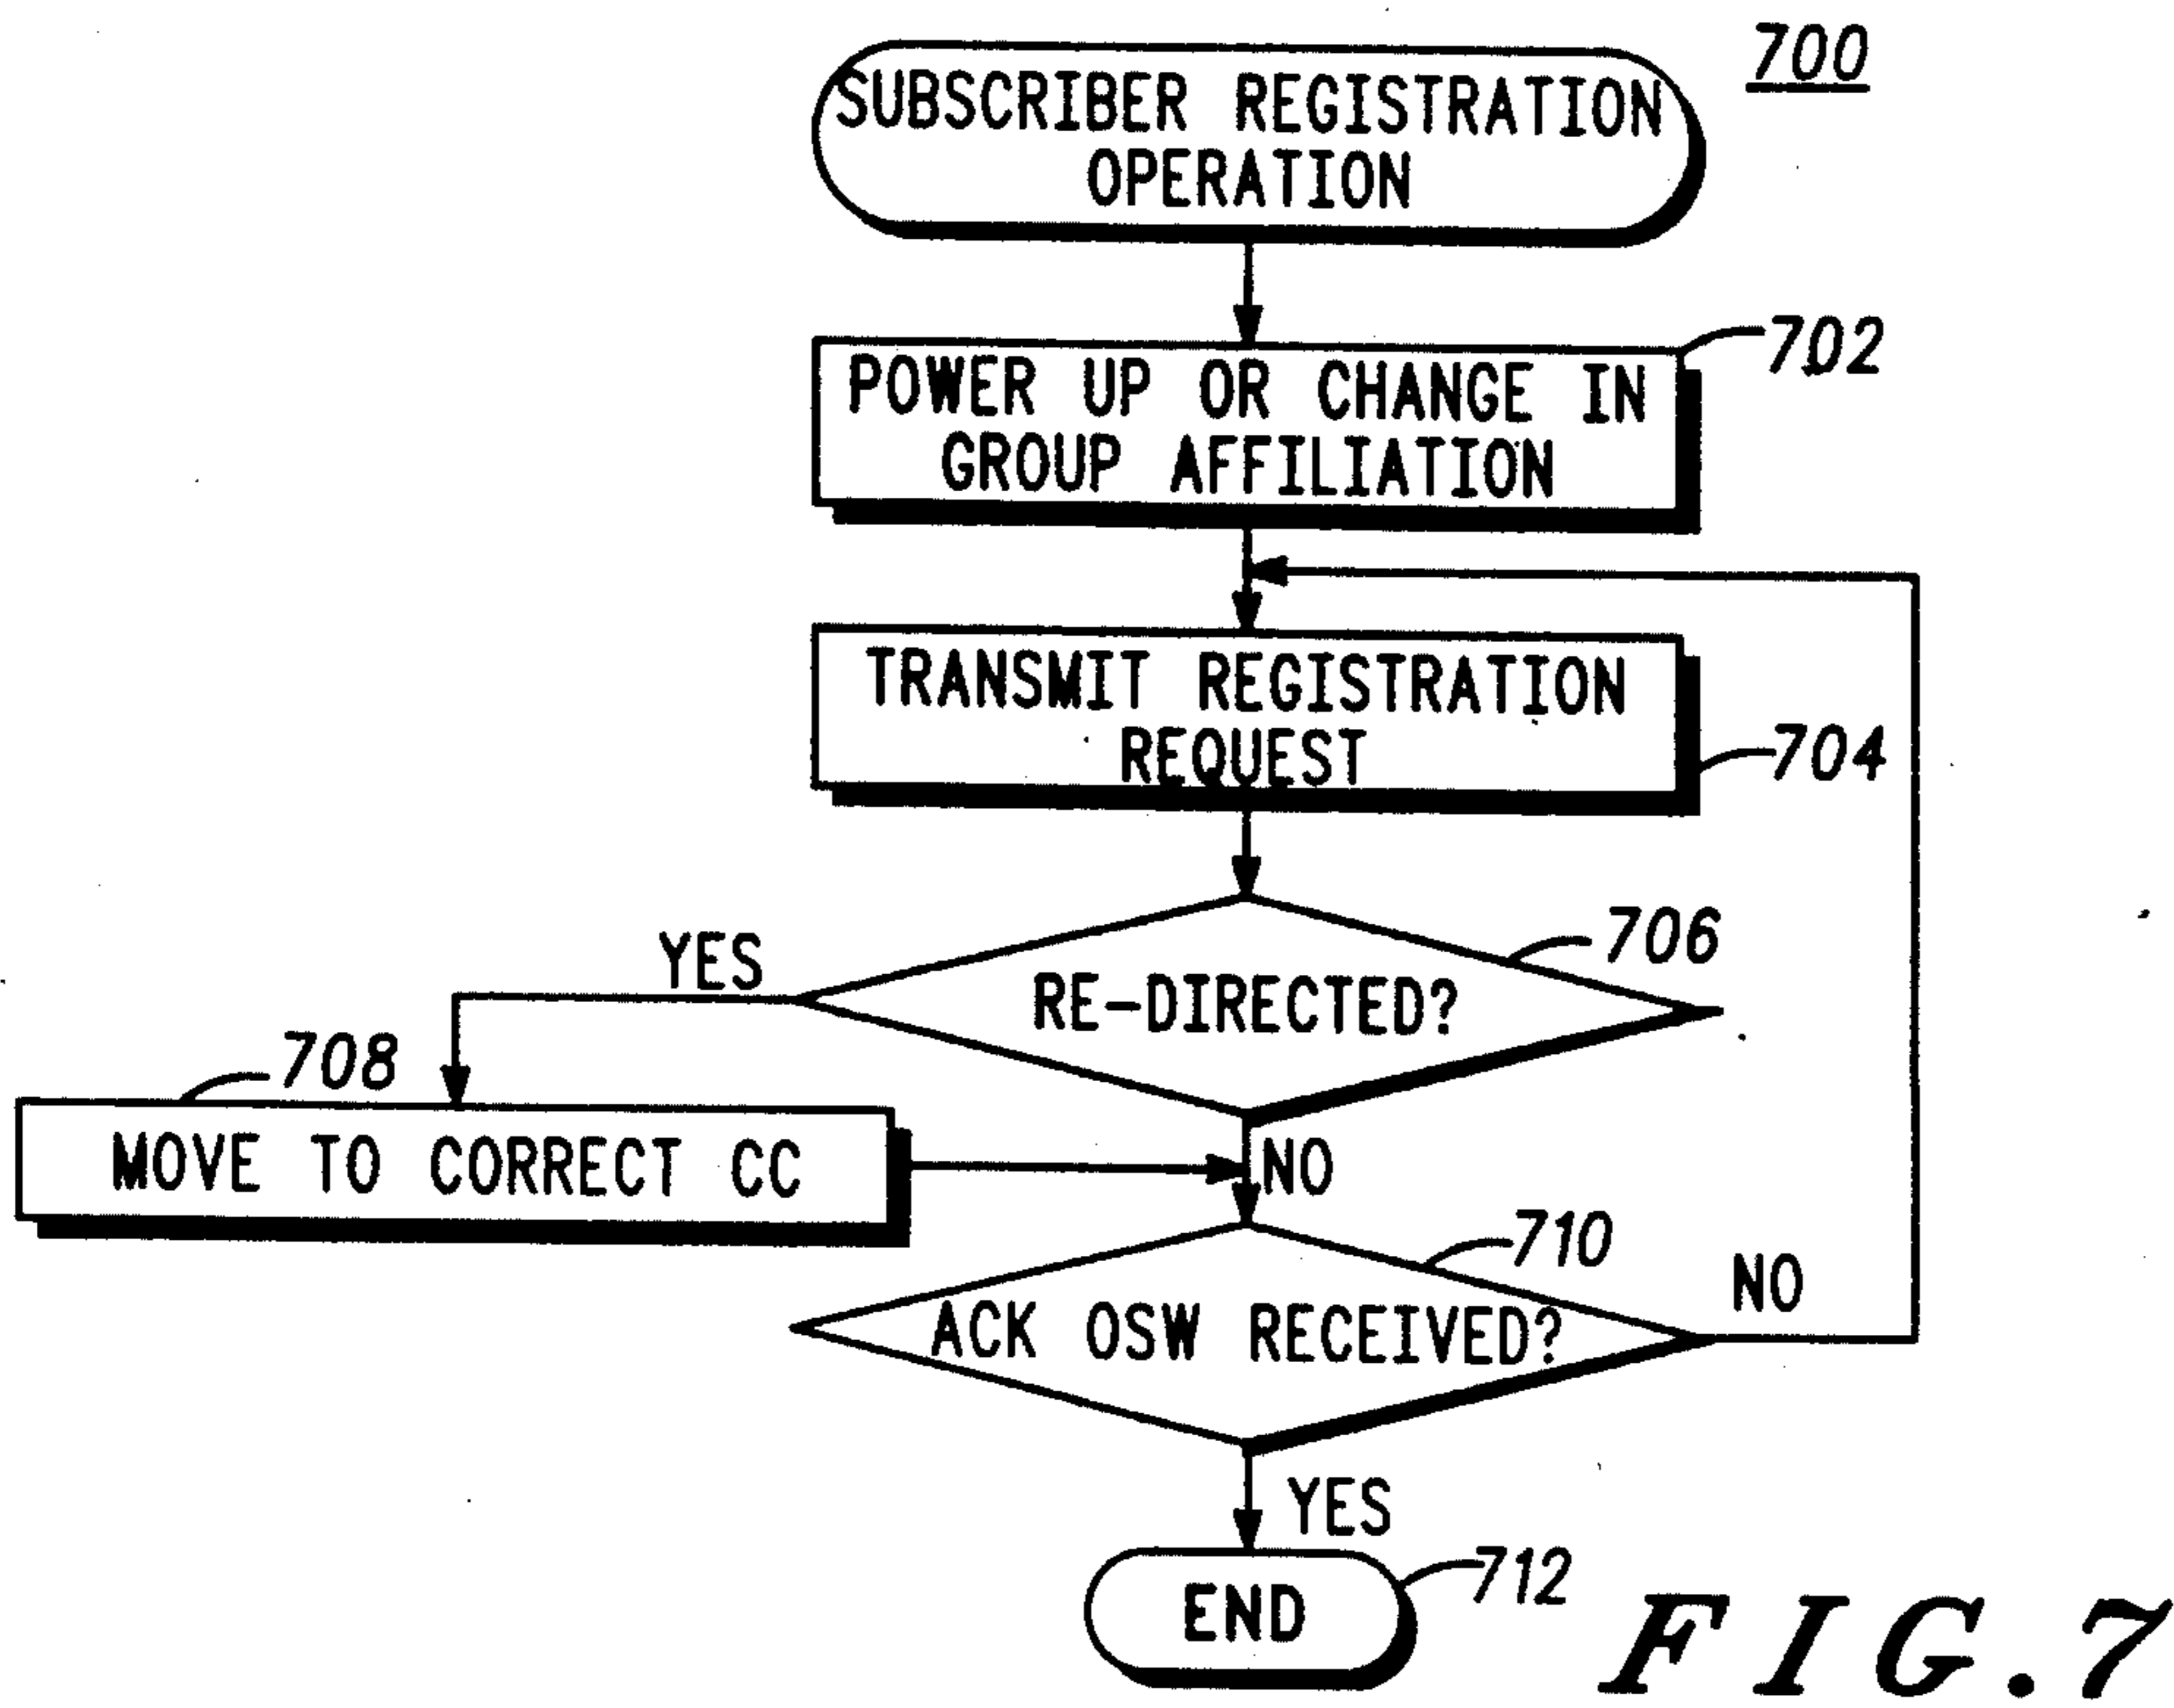 700
SUBSCRIBER REGISTRATION
OPERATION
702
POWER UP OR CHANGE IN
GROUP AFFILIATION
TRANSMIT REGISTRATION
REQUEST
704
706
YES
RE-DIRECTED?
708
MOVE TO CORRECT CC
NO
710
NO
ACK OSW RECEIVED?
YES
END
712
FIG.7